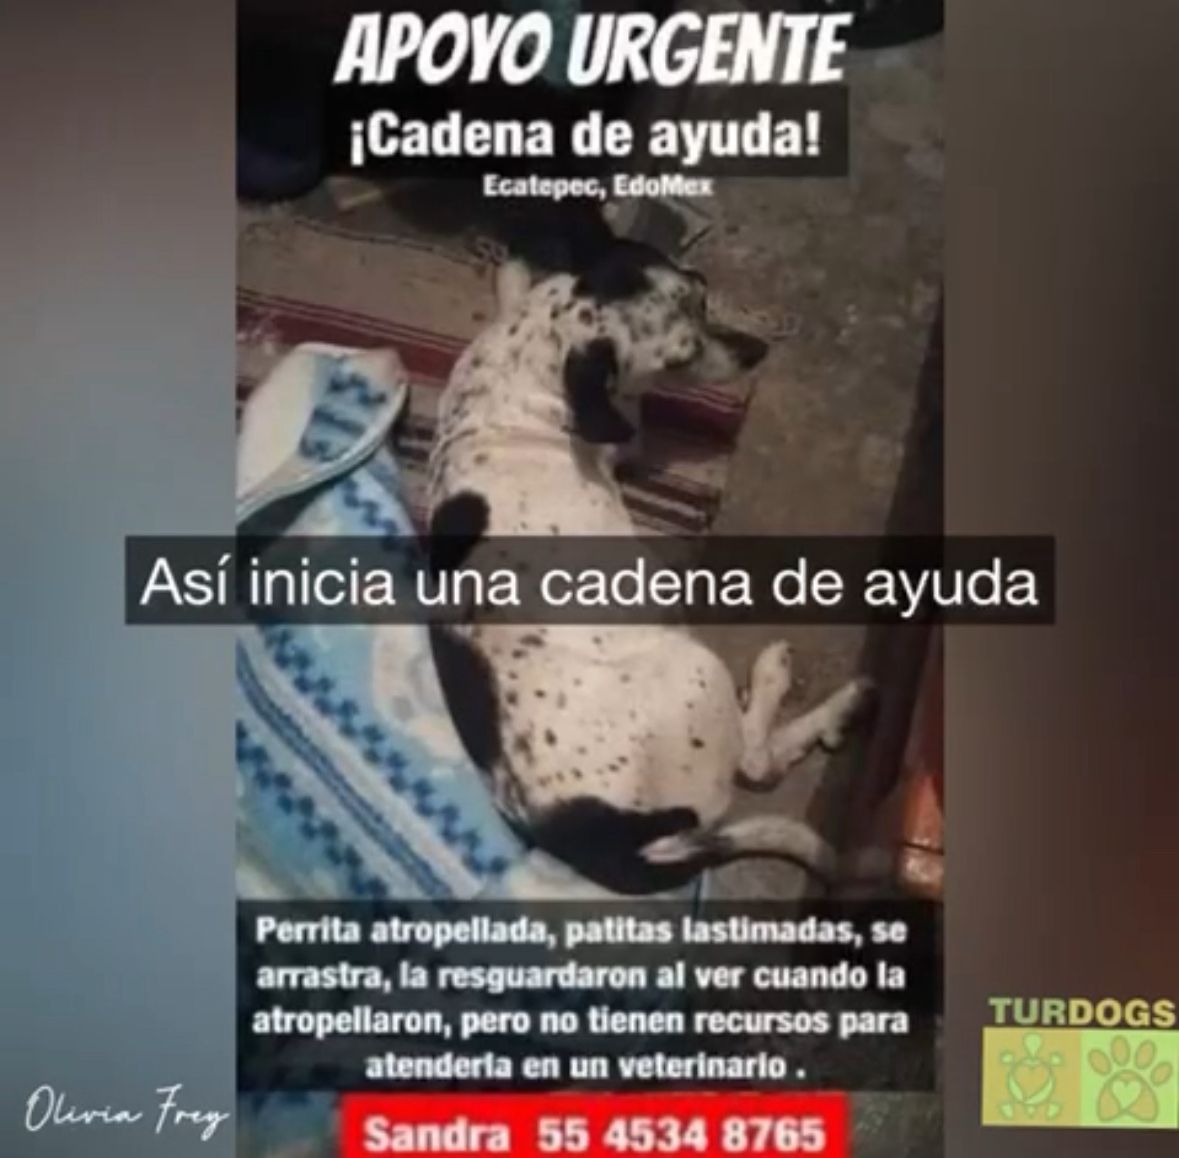 APOYO URGENTE
¡Cadena de ayuda!
Ecatepec, EdoMex
Así inicia una cadena de ayuda
Perrita atropellada, patitas lastimadas, se
arrastra, la resguardaron al ver cuando la
atropellaron, pero no tienen recursos para
atenderla en un veterinario .
TURDOGS
Olivia Frey
Sandra 55 4534 8765